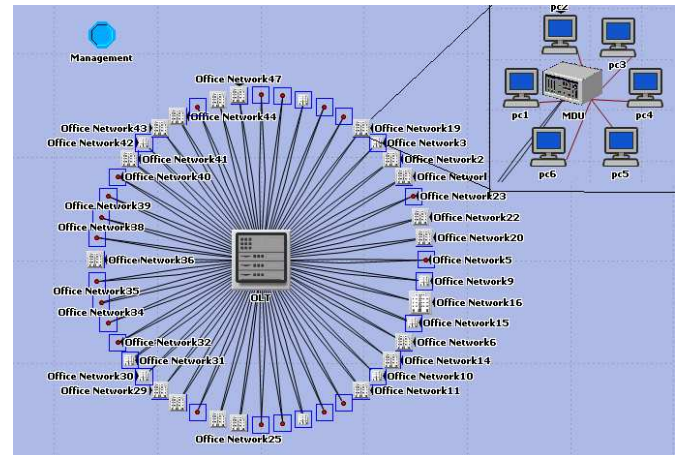 pc2
Management
pc3
Office Network47
pc1
MDU
pc4
Office Network44
Office Network43
Office Network19
pc6
pc5
Office Network42
Office Network3
Office Network41
Office Network2
Office Network40
Office Networl
Office Network23
Office Network39
Office Network22
Office Network38
Office Network20
Office Network36
Office Network5
Office Network9
Office Network35
OLT
Office Network16
Office Network34
Office Network15
Office Network32
Office Network6
Office Network31
Office Network14
Office Network30
Office Network10
Office Network29
Office Network11
Office Network25